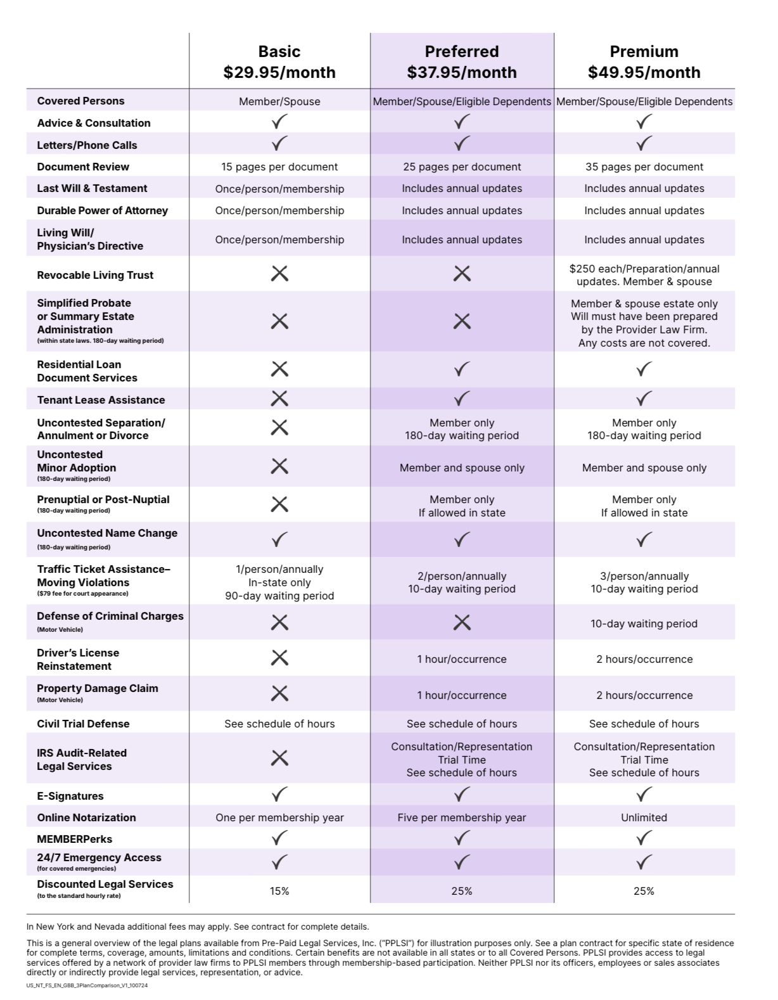 Basic
$29.95/month
Preferred
$37.95/month
Premium
$49.95/month
Covered Persons
Member/Spouse
Member/Spouse/Eligible Dependents
Member/Spouse/Eligible Dependents
Advice & Consultation
Letters/Phone Calls
Document Review
15 pages per document
25 pages per document
35 pages per document
Last Will & Testament
Once/person/membership
Includes annual updates
Includes annual updates
Durable Power of Attorney
Once/person/membership
Includes annual updates
Includes annual updates
Living Will/
Physician’s Directive
Once/person/membership
Includes annual updates
Includes annual updates
Revocable Living Trust
$250 each/Preparation/annual
updates. Member & spouse
Simplified Probate
or Summary Estate
Administration
(within state laws. 180-day waiting period)
Member & spouse estate only
Will must have been prepared
by the Provider Law Firm.
Any costs are not covered.
Residential Loan
Document Services
Tenant Lease Assistance
Uncontested Separation/
Annulment or Divorce
Member only
180-day waiting period
Member only
180-day waiting period
Uncontested
Minor Adoption
(180-day waiting period)
Member and spouse only
Member and spouse only
Prenuptial or Post-Nuptial
(180-day waiting period)
Member only
If allowed in state
Member only
If allowed in state
Uncontested Name Change
(180-day waiting period)
Traffic Ticket Assistance–
Moving Violations
($79 fee for court appearance)
1/person/annually
In-state only
90-day waiting period
2/person/annually
10-day waiting period
3/person/annually
10-day waiting period
Defense of Criminal Charges
(Motor Vehicle)
10-day waiting period
Driver’s License
Reinstatement
1 hour/occurrence
2 hours/occurrence
Property Damage Claim
(Motor Vehicle)
1 hour/occurrence
2 hours/occurrence
Civil Trial Defense
See schedule of hours
See schedule of hours
See schedule of hours
IRS Audit-Related
Legal Services
Consultation/Representation
Trial Time
See schedule of hours
Consultation/Representation
Trial Time
See schedule of hours
E-Signatures
Online Notarization
One per membership year
Five per membership year
Unlimited
MEMBERPerks
24/7 Emergency Access
(for covered emergencies)
Discounted Legal Services
(to the standard hourly rate)
15%
25%
25%
In New York and Nevada additional fees may apply. See contract for complete details.
This is a general overview of the legal plans available from Pre-Paid Legal Services, Inc. (“PPLSI”) for illustration purposes only. See a plan contract for specific state of residence
for complete terms, coverage, amounts, limitations and conditions. Certain benefits are not available in all states or to all Covered Persons. PPLSI provides access to legal
services offered by a network of provider law firms to PPLSI members through membership-based participation. Neither PPLSI nor its officers, employees or sales associates
directly or indirectly provide legal services, representation, or advice.
US_NT_FS_EN_GBB_3PlanComparison_V1_100724